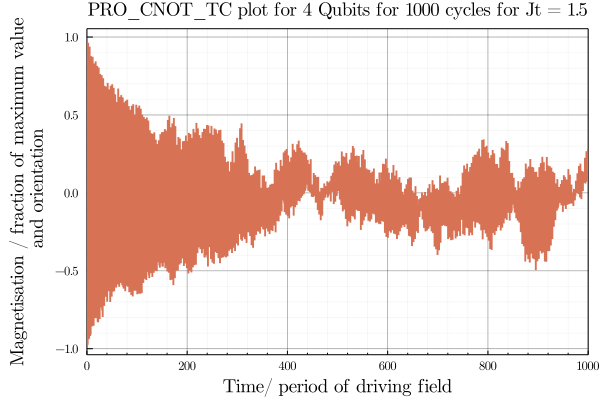 PRO_CNOT_TC plot for 4 Qubits for 1000 cycles for Jt = 1.5
Magnetisation / fraction of maximum value
and orientation
1.0
0.5
0.0
−0.5
−1.0
0
200
400
600
800
1000
Time/ period of driving field